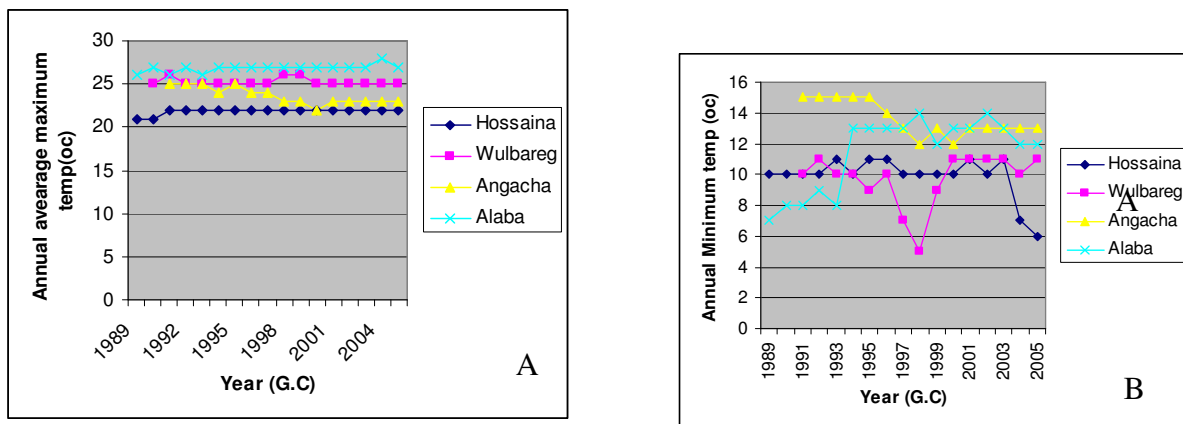 30
25
20
15
10
5
0
Annual avearage maximum
temp(oc)
1989
1992
1995
1998
2001
2004
Year (G.C)
Hossaina
Wulbareg
Angacha
Alaba
A
16
14
12
10
8
6
4
2
0
Annual Minimum temp (oc)
1989
1991
1993
1995
1997
1999
2001
2003
2005
Year (G.C)
Hossaina
Wulbareg
A
Angacha
Alaba
B